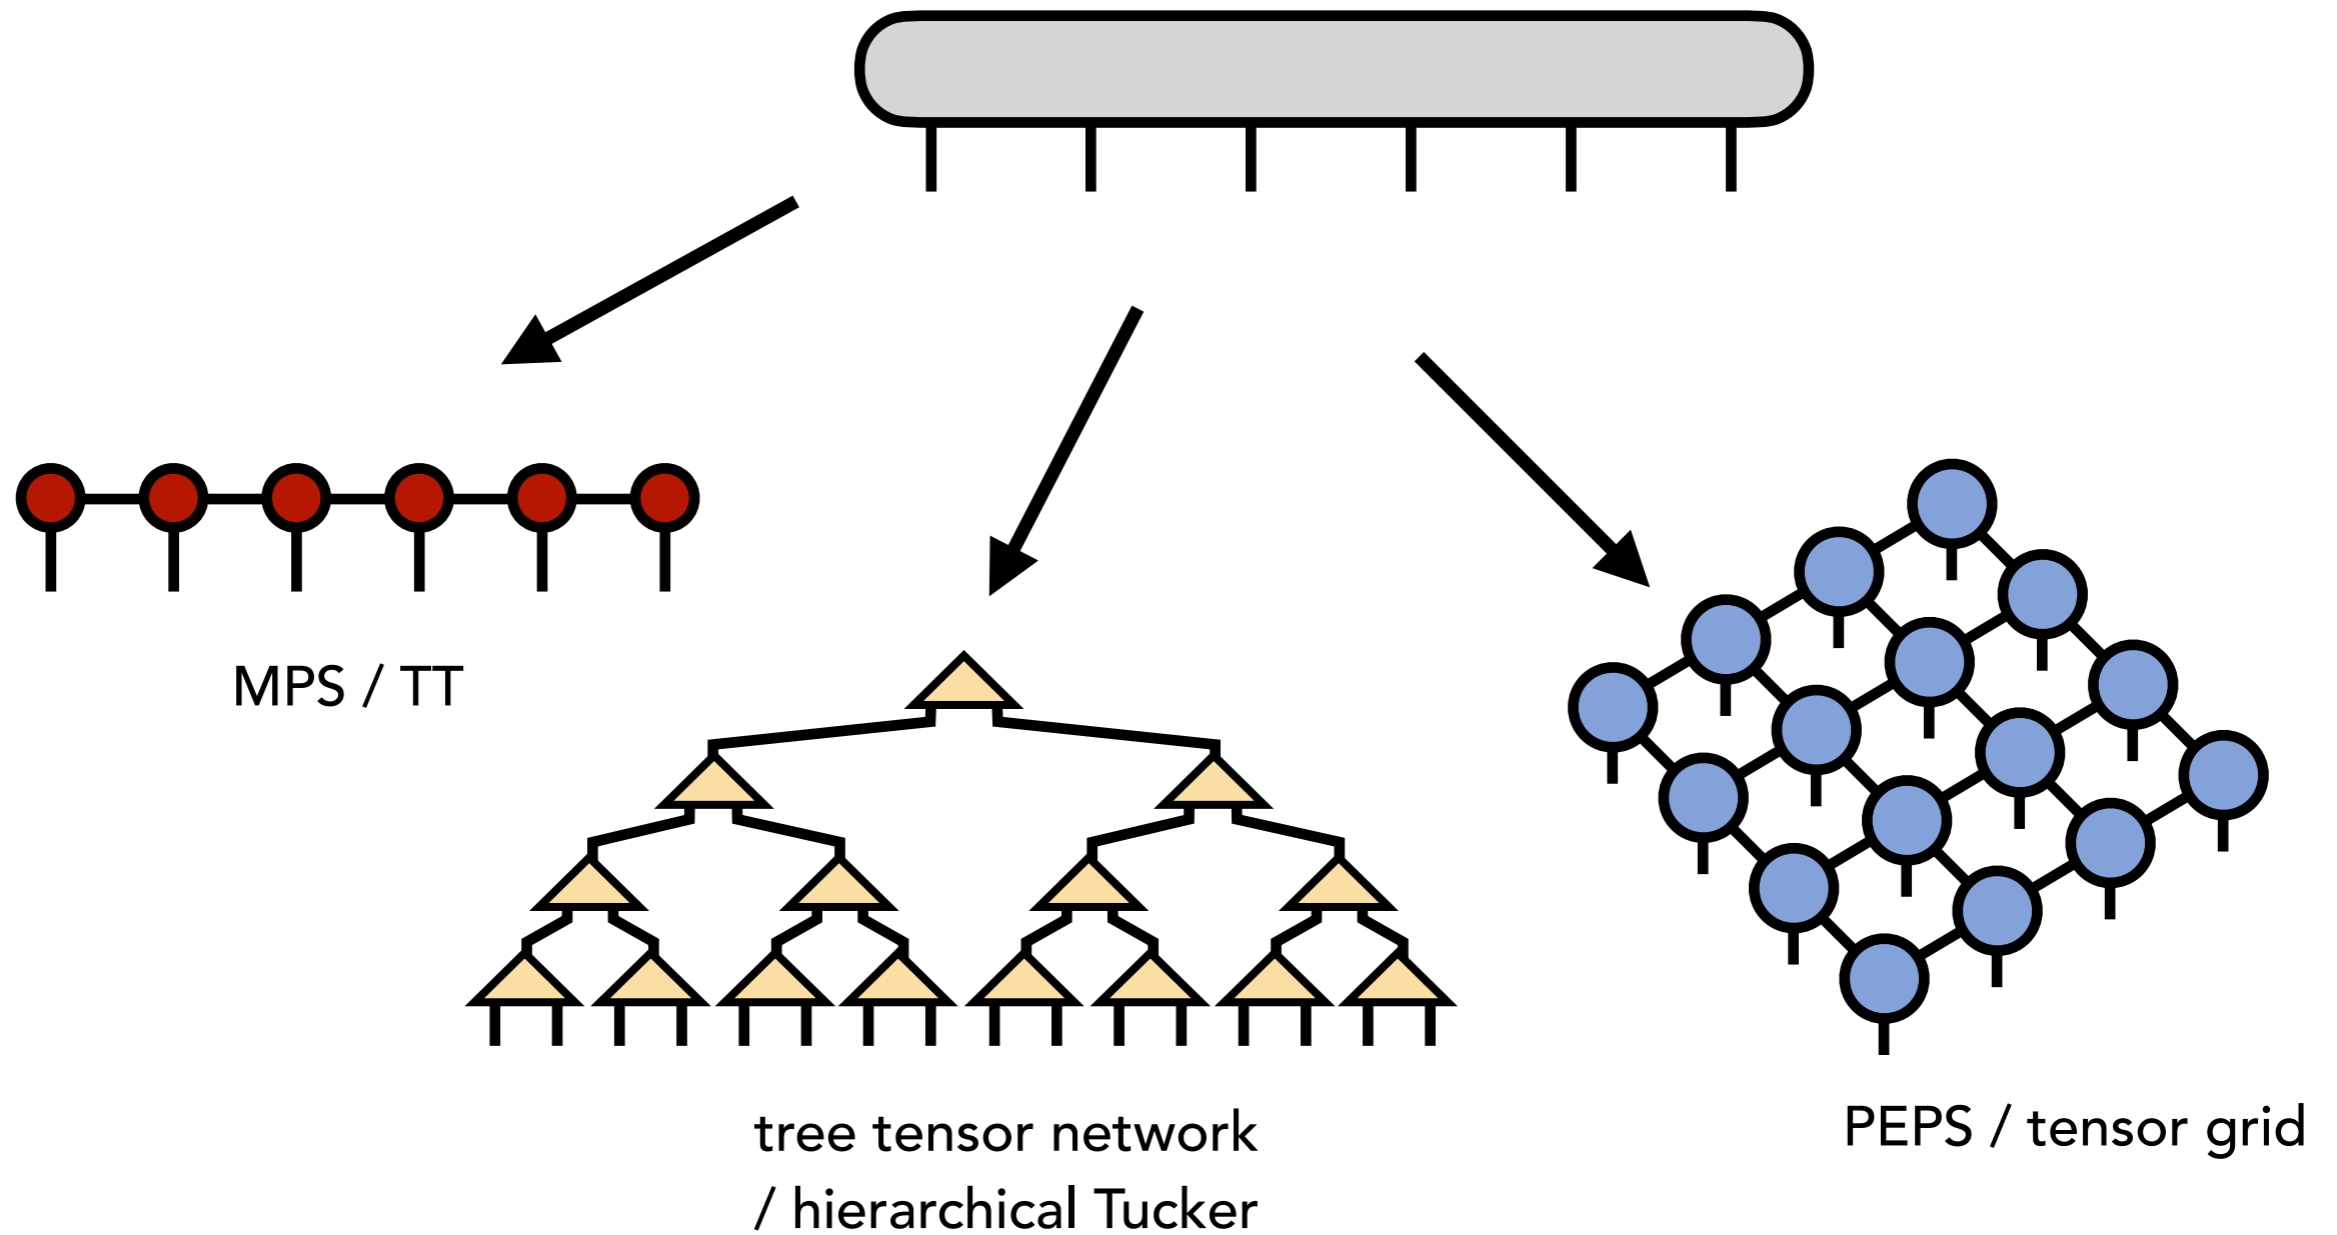 MPS / TT
tree tensor network
/ hierarchical Tucker
PEPS / tensor grid